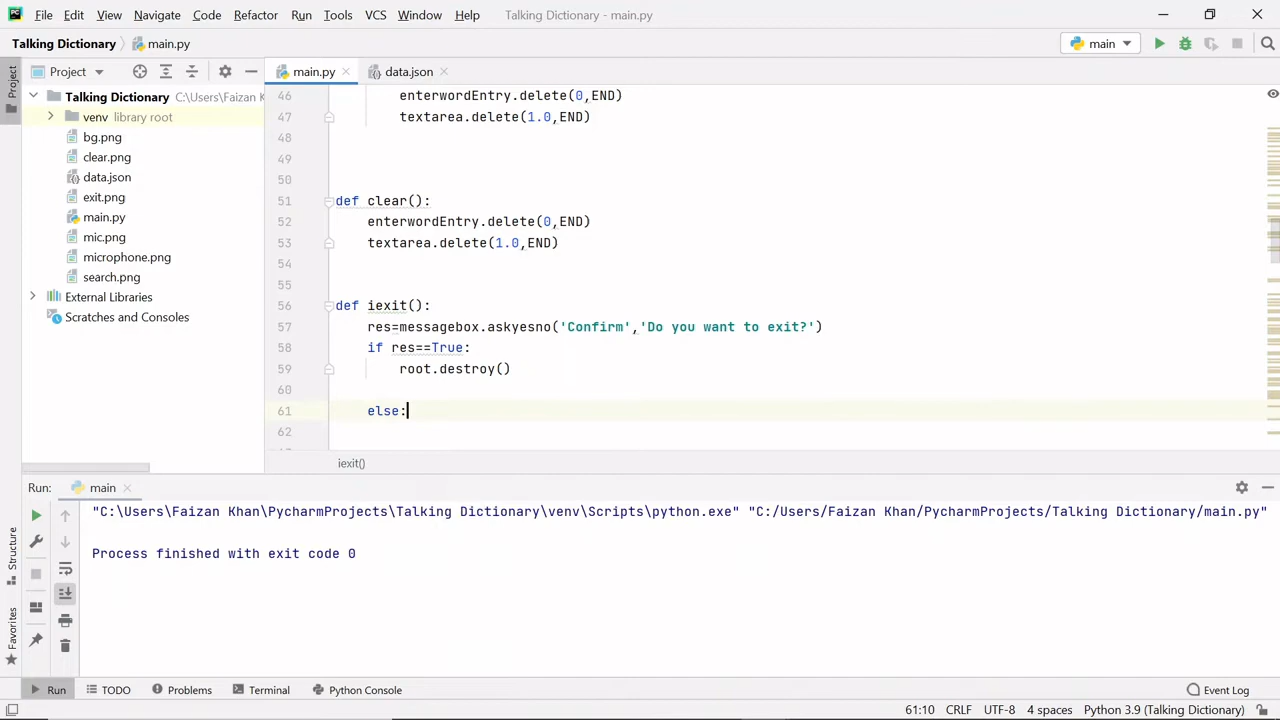 File Edit View Navigate Code Refactor Run Tools VCS Window Help Talking Dictionary - main.py
Talking Dictionary main.py main
Project Project main.py data.json
Talking Dictionary C:\Users\Faizan K
venv library root
bg.png
clear.png
data.json
exit.png
main.py
mic.png
microphone.png
search.png
External Libraries
Scratches and Consoles
46 enterwordEntry.delete(0,END)
47 textarea.delete(1.0,END)
48
49
50
51 def clear():
52 enterwordEntry.delete(0,END)
53 textarea.delete(1.0,END)
54
55
56 def iexit():
57 res=messagebox.askyesno('Confirm','Do you want to exit?')
58 if res==True:
59 root.destroy()
60
61 else:
62
iexit()
Run: main
"C:\Users\Faizan Khan\PycharmProjects\Talking Dictionary\venv\Scripts\python.exe" "C:/Users/Faizan Khan/PycharmProjects/Talking Dictionary/main.py"
Process finished with exit code 0
Structure
Favorites
Run TODO Problems Terminal Python Console Event Log
61:10 CRLF UTF-8 4 spaces Python 3.9 (Talking Dictionary)